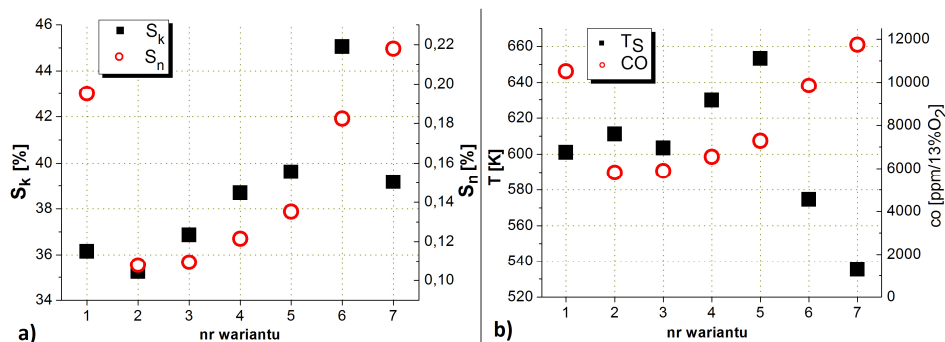 46
44
42
40
38
36
34
S_k [%]
S_k
S_n
0,22
0,20
0,18
0,16
0,14
0,12
0,10
S_n [%]
1 2 3 4 5 6 7
nr wariantu
a)
660
640
620
600
580
560
540
520
T [K]
T_S
CO
12000
10000
8000
6000
4000
2000
0
co [ppm/13%O_2]
1 2 3 4 5 6 7
nr wariantu
b)